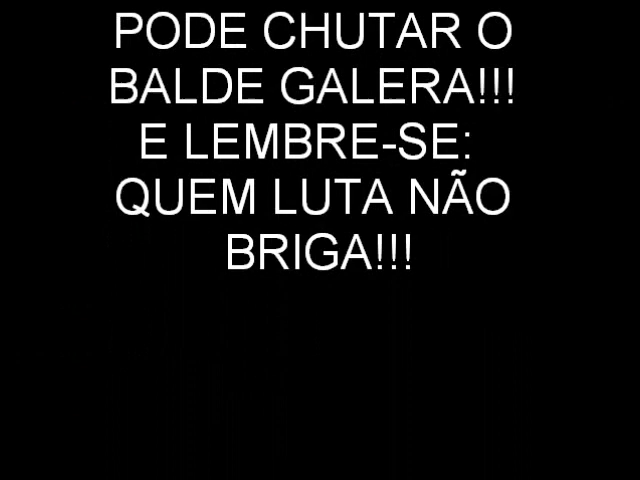 PODE CHUTAR O
BALDE GALERA!!!
E LEMBRE-SE:
QUEM LUTA NÃO
BRIGA!!!